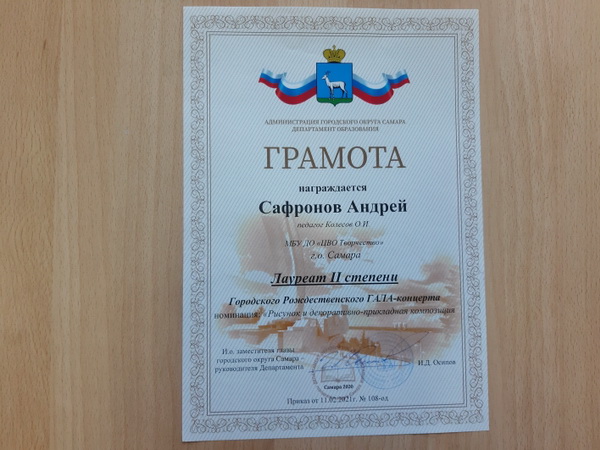 АДМИНИСТРАЦИЯ ГОРОДСКОГО ОКРУГА САМАРА
ДЕПАРТАМЕНТ ОБРАЗОВАНИЯ
ГРАМОТА
награждается
Сафронов Андрей
педагог Колесов О.И
МБУ ДО «ЦВО Творчество»
г.о. Самара
Лауреат II степени
Городского Рождественского ГАЛА-концерта
номинация: «Рисунок и декоративно-прикладная композиция
И.о. заместителя главы
городского округа Самара -
руководителя Департамента
И.Д. Осипов
Самара 2020
Приказ от 11.02.2021г. № 108-од